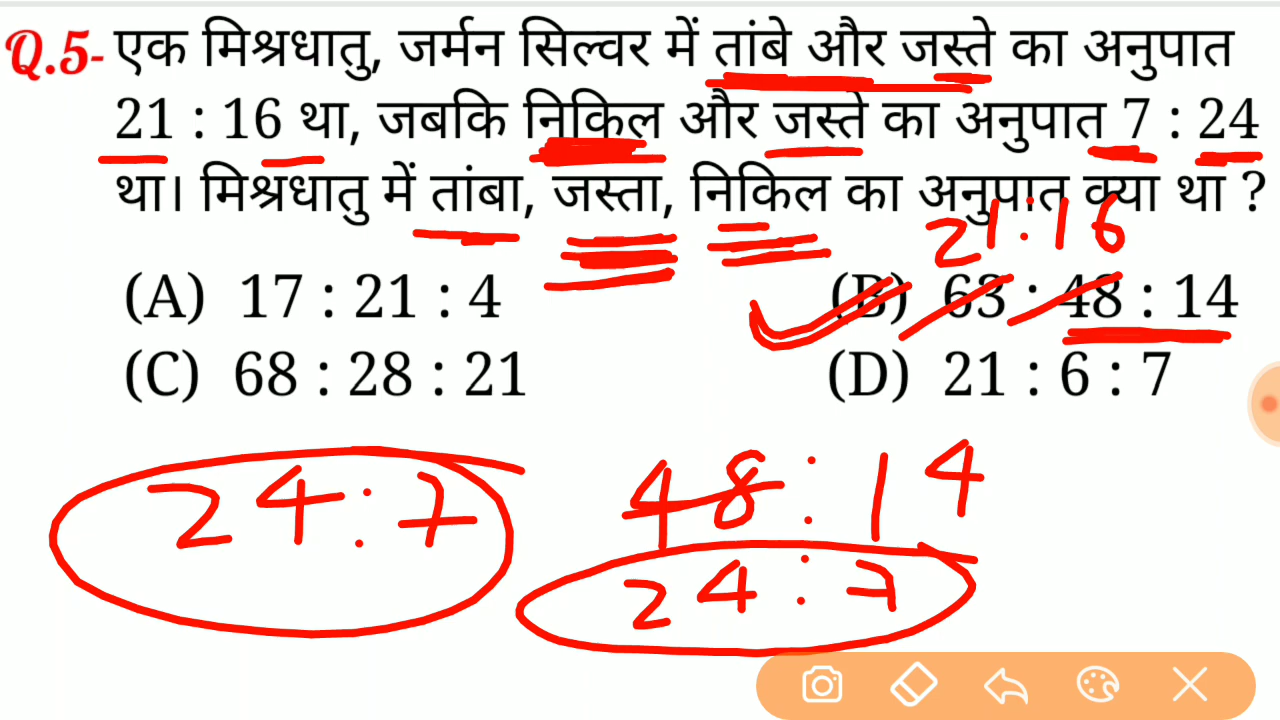 Q.5- एक मिश्रधातु, जर्मन सिल्वर में तांबे और जस्ते का अनुपात
21 : 16 था, जबकि निकिल और जस्ते का अनुपात 7 : 24
था। मिश्रधातु में तांबा, जस्ता, निकिल का अनुपात क्या था ?
21:16
(A) 17 : 21 : 4
(B) 63 : 48 : 14
(C) 68 : 28 : 21
(D) 21 : 6 : 7
24:7
48:14
24:7